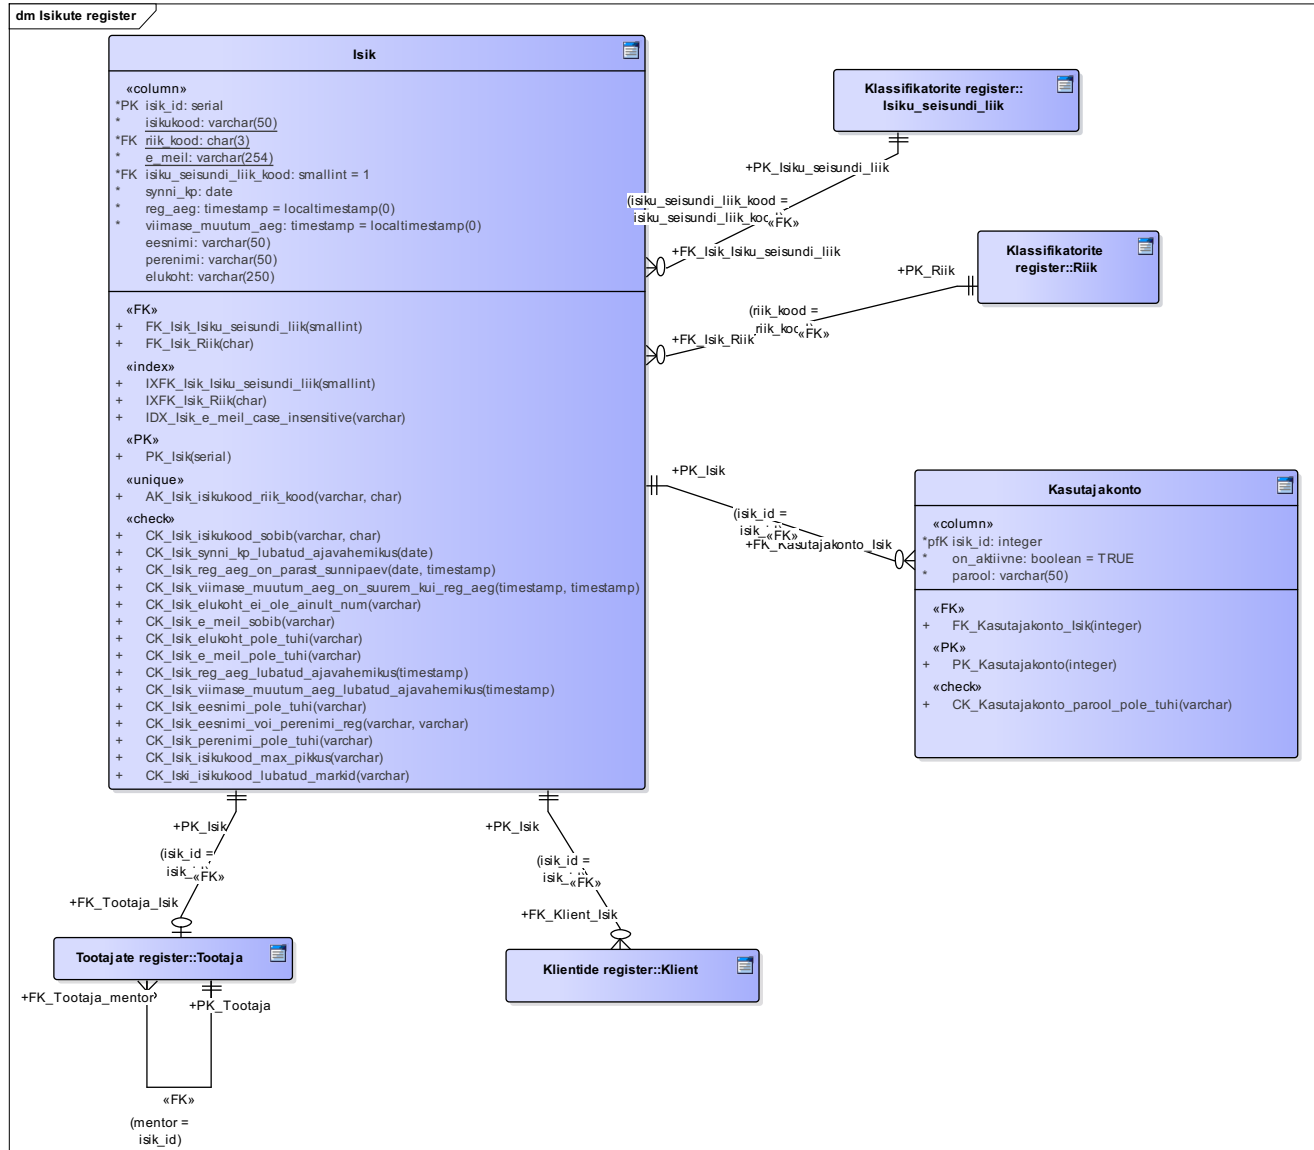 dm Isikute register
Isik
«column»
*PK isik_id: serial
* isikukood: varchar(50)
*FK riik_kood: char(3)
* e_meil: varchar(254)
*FK isiku_seisundi_liik_kood: smallint = 1
* synni_kp: date
* reg_aeg: timestamp = localtimestamp(0)
* viimase_muutum_aeg: timestamp = localtimestamp(0)
eesnimi: varchar(50)
perenimi: varchar(50)
elukoht: varchar(250)
«FK»
+ FK_Isik_Isiku_seisundi_liik(smallint)
+ FK_Isik_Riik(char)
«index»
+ IXFK_Isik_Isiku_seisundi_liik(smallint)
+ IXFK_Isik_Riik(char)
+ IDX_Isik_e_meil_case_insensitive(varchar)
«PK»
+ PK_Isik(serial)
«unique»
+ AK_Isik_isikukood_riik_kood(varchar, char)
«check»
+ CK_Isik_isikukood_sobib(varchar, char)
+ CK_Isik_synni_kp_lubatud_ajavahemikus(date)
+ CK_Isik_reg_aeg_on_parast_sunnipaev(date, timestamp)
+ CK_Isik_viimase_muutum_aeg_on_suurem_kui_reg_aeg(timestamp, timestamp)
+ CK_Isik_elukoht_ei_ole_ainult_num(varchar)
+ CK_Isik_e_meil_sobib(varchar)
+ CK_Isik_elukoht_pole_tuhi(varchar)
+ CK_Isik_e_meil_pole_tuhi(varchar)
+ CK_Isik_reg_aeg_lubatud_ajavahemikus(timestamp)
+ CK_Isik_viimase_muutum_aeg_lubatud_ajavahemikus(timestamp)
+ CK_Isik_eesnimi_pole_tuhi(varchar)
+ CK_Isik_eesnimi_voi_perenimi_reg(varchar, varchar)
+ CK_Isik_perenimi_pole_tuhi(varchar)
+ CK_Isik_isikukood_max_pikkus(varchar)
+ CK_Iski_isikukood_lubatud_markid(varchar)
Klassifikatorite register::
Isiku_seisundi_liik
+PK_Isiku_seisundi_liik
(isiku_seisundi_liik_kood =
«FK»
+FK_Isik_Isiku_seisundi_liik
Klassifikatorite
register::Riik
+PK_Riik
(riik_kood =
«FK»
+FK_Isik_Riik
+PK_Isik
(isik_id =
«FK»
+FK_Kasutajakonto_Isik
Kasutajakonto
«column»
*pfK isik_id: integer
* on_aktiivne: boolean = TRUE
* parool: varchar(50)
«FK»
+ FK_Kasutajakonto_Isik(integer)
«PK»
+ PK_Kasutajakonto(integer)
«check»
+ CK_Kasutajakonto_parool_pole_tuhi(varchar)
+PK_Isik
(isik_id =
«FK»
+FK_Tootaja_Isik
Tootajate register::Tootaja
+FK_Tootaja_mentor
+PK_Tootaja
«FK»
(mentor =
isik_id)
+PK_Isik
(isik_id =
«FK»
+FK_Klient_Isik
Klientide register::Klient